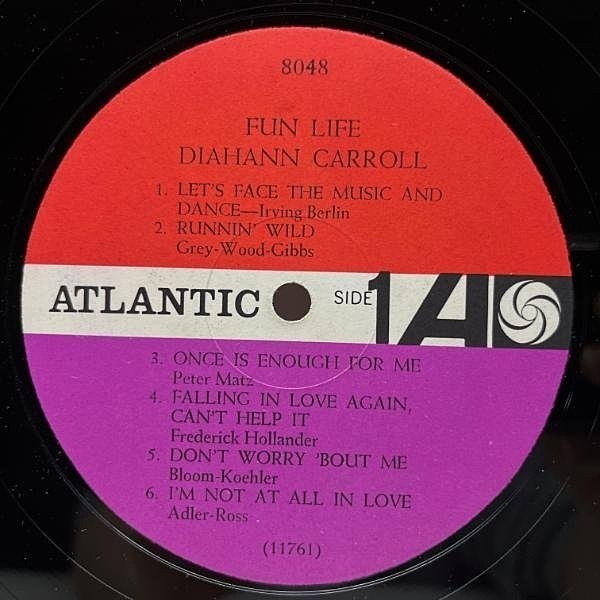 8048
FUN LIFE
DIAHANN CARROLL
1. LET'S FACE THE MUSIC AND
DANCE—Irving Berlin
2. RUNNIN' WILD
Grey-Wood-Gibbs
ATLANTIC SIDE 1 A
3. ONCE IS ENOUGH FOR ME
Peter Matz
4. FALLING IN LOVE AGAIN,
CAN'T HELP IT
Frederick Hollander
5. DON'T WORRY 'BOUT ME
Bloom-Koehler
6. I'M NOT AT ALL IN LOVE
Adler-Ross
(11761)